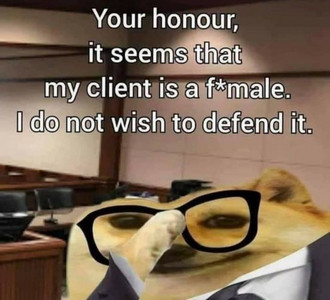 Your honour,
it seems that
my client is a f*male.
I do not wish to defend it.